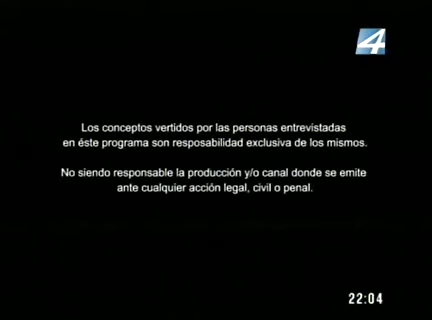 4
Los conceptos vertidos por las personas entrevistadas
en éste programa son resposabilidad exclusiva de los mismos.
No siendo responsable la producción y/o canal donde se emite
ante cualquier acción legal, civil o penal.
22:04